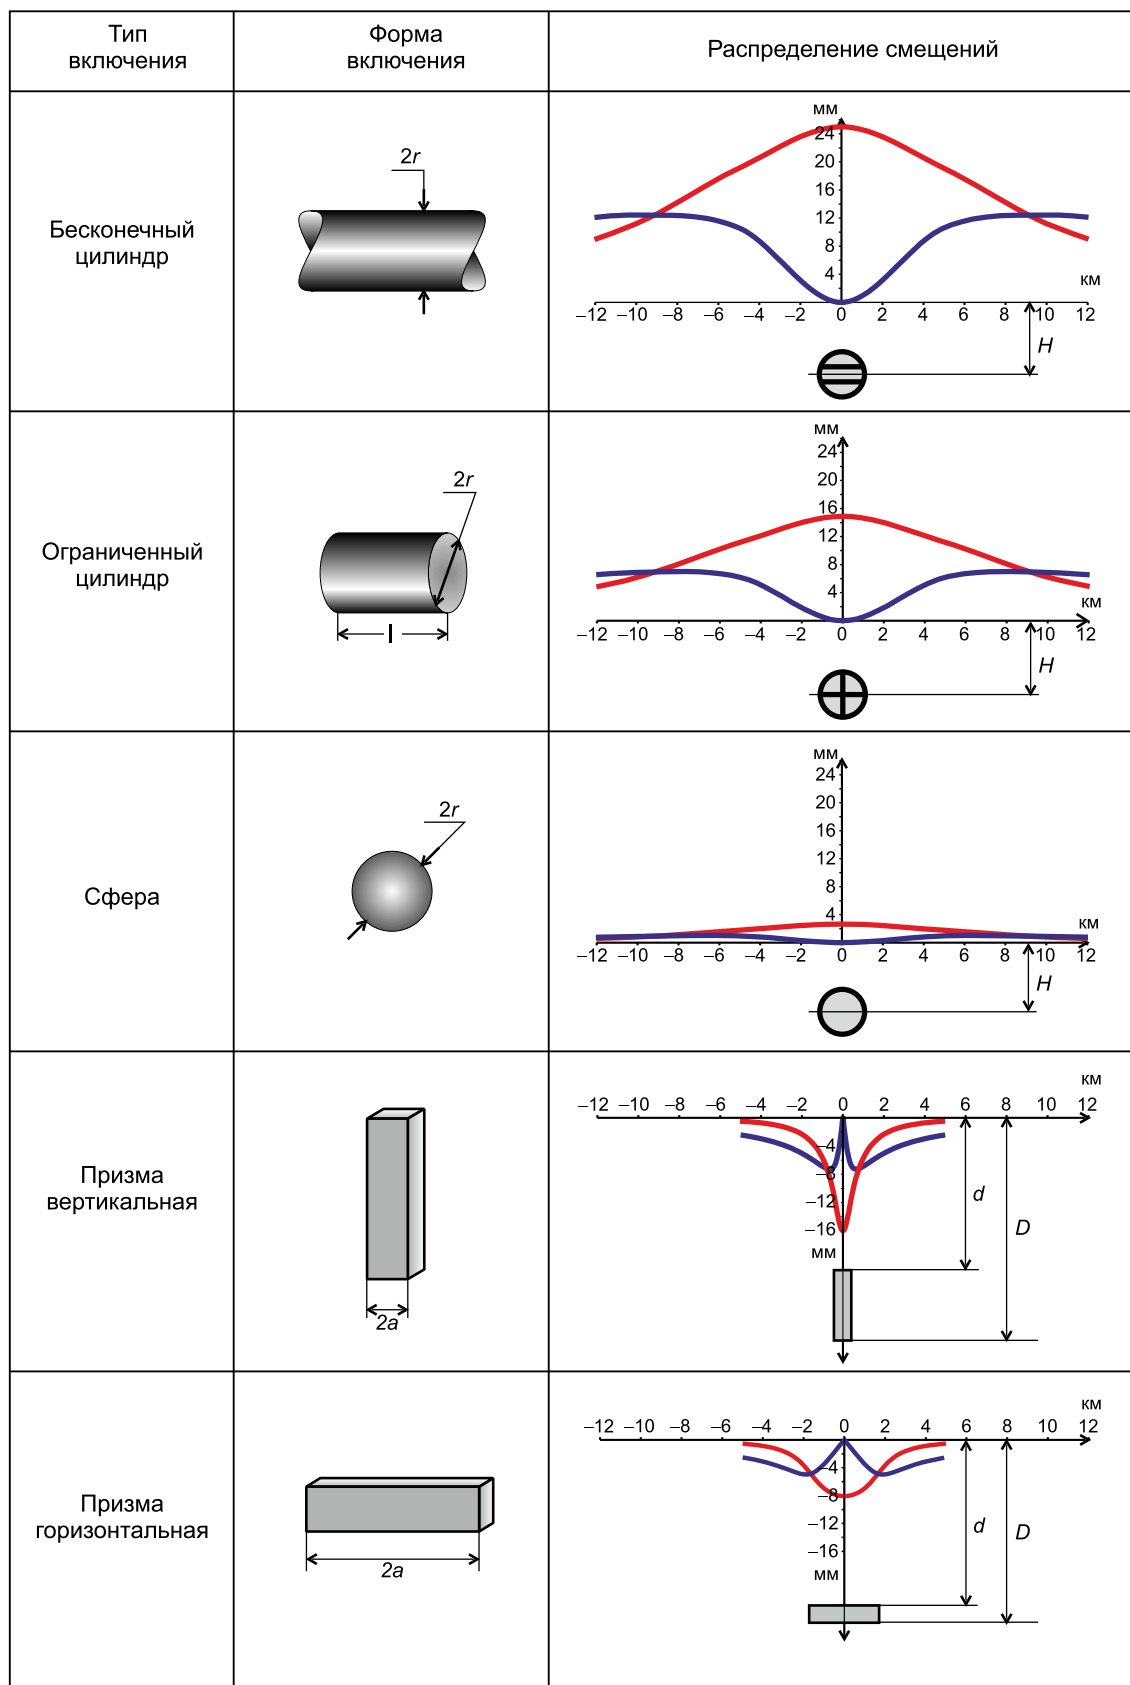 Тип
включения
Форма
включения
Распределение смещений
Бесконечный
цилиндр
2r
мм
24
20
16
12
8
4
км
–12 –10 –8 –6 –4 –2 0 2 4 6 8 10 12
H
Ограниченный
цилиндр
2r
l
мм
24
20
16
12
8
4
км
–12 –10 –8 –6 –4 –2 0 2 4 6 8 10 12
H
Сфера
2r
мм
24
20
16
12
8
4
км
–12 –10 –8 –6 –4 –2 0 2 4 6 8 10 12
H
Призма
вертикальная
2a
км
–12 –10 –8 –6 –4 –2 0 2 4 6 8 10 12
–4
–8
–12
–16
мм
d
D
Призма
горизонтальная
2a
км
–12 –10 –8 –6 –4 –2 0 2 4 6 8 10 12
–4
–8
–12
–16
мм
d
D